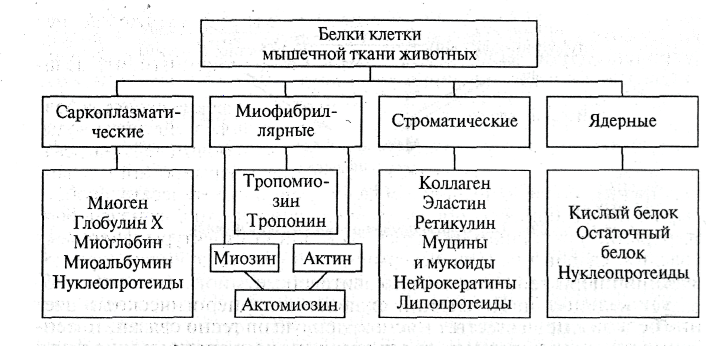 Белки клетки
мышечной ткани животных
Саркоплазмати-
ческие
Миофибрил-
лярные
Строматические
Ядерные
Миоген
Глобулин Х
Миоглобин
Миоальбумин
Нуклеопротеиды
Тропомио-
зин
Тропонин
Миозин
Актин
Актомиозин
Коллаген
Эластин
Ретикулин
Муцины
и мукоиды
Нейрокератины
Липопротеиды
Кислый белок
Остаточный
белок
Нуклеопротеиды